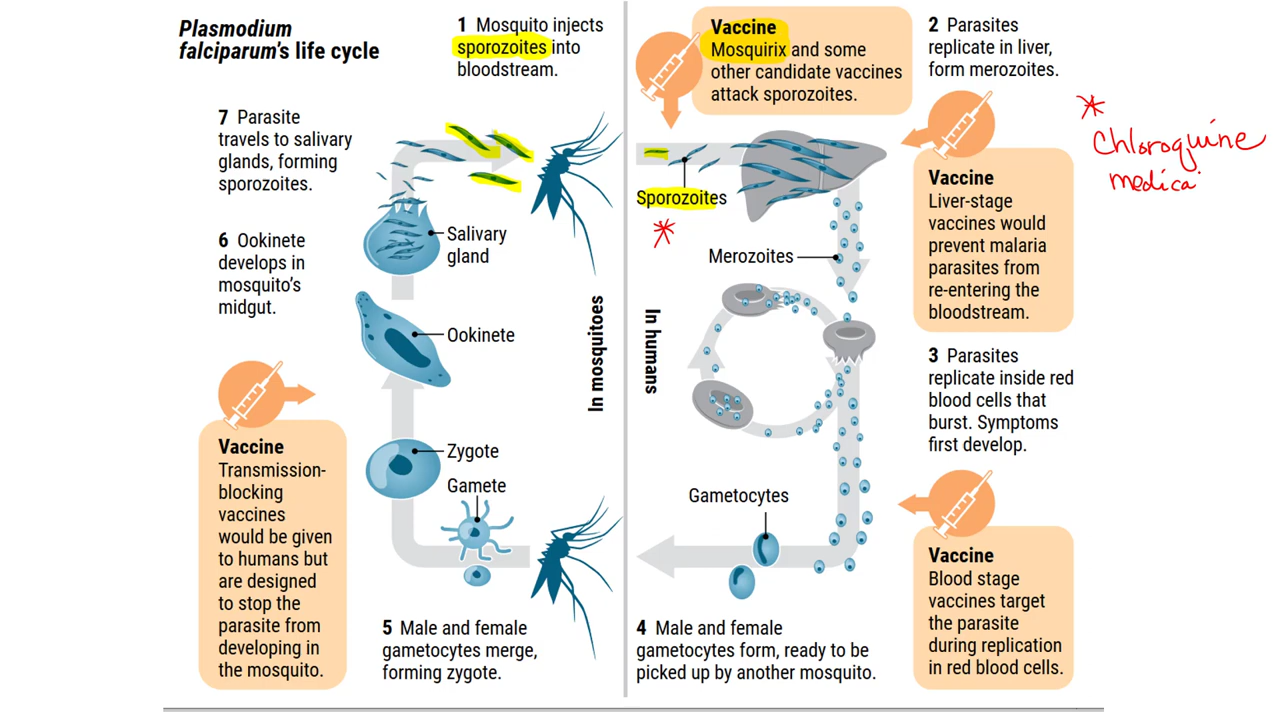 Plasmodium
falciparum's life cycle
1 Mosquito injects
sporozoites into
bloodstream.
Vaccine
Mosquirix and some
other candidate vaccines
attack sporozoites.
2 Parasites
replicate in liver,
form merozoites.
7 Parasite
travels to salivary
glands, forming
sporozoites.
Sporozoites
* Chloroquine
medica
Vaccine
Liver-stage
vaccines would
prevent malaria
parasites from
re-entering the
bloodstream.
6 Ookinete
develops in
mosquito's
midgut.
Salivary
gland
*
Merozoites
Ookinete
In mosquitoes
In humans
3 Parasites
replicate inside red
blood cells that
burst. Symptoms
first develop.
Vaccine
Transmission-
blocking
vaccines
would be given
to humans but
are designed
to stop the
parasite from
developing in
the mosquito.
Zygote
Gamete
Gametocytes
Vaccine
Blood stage
vaccines target
the parasite
during replication
in red blood cells.
5 Male and female
gametocytes merge,
forming zygote.
4 Male and female
gametocytes form, ready to be
picked up by another mosquito.